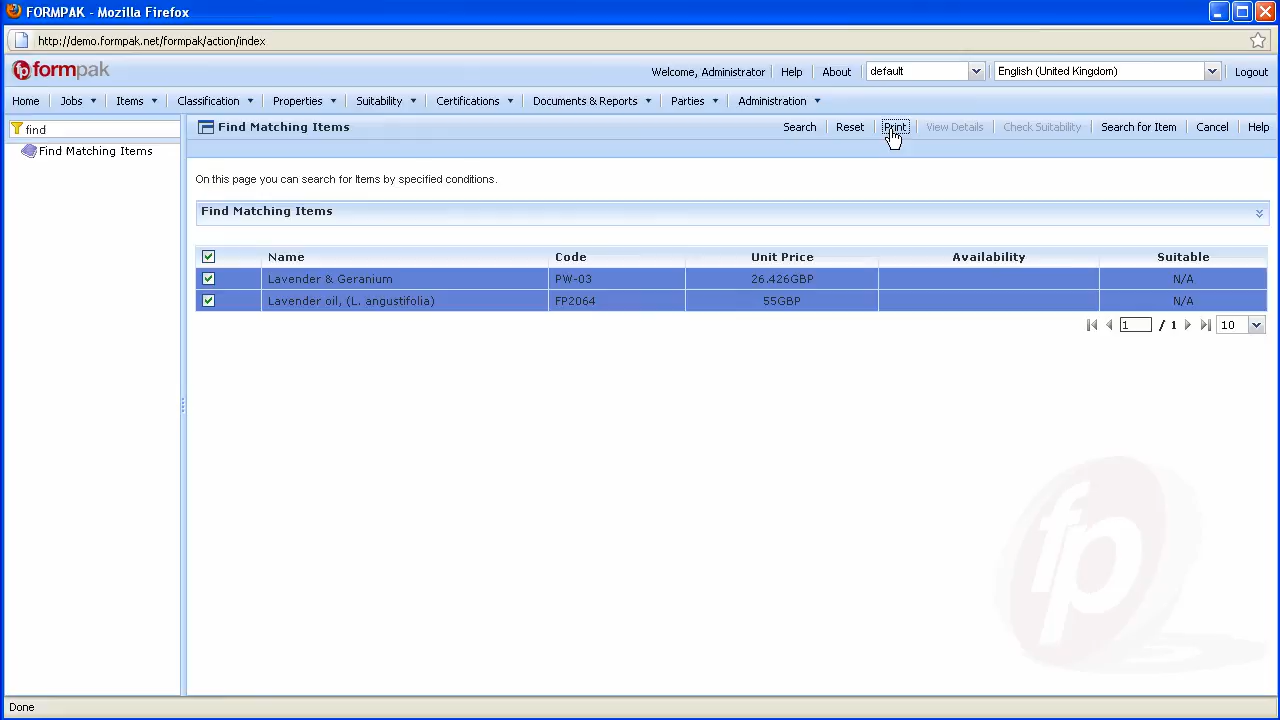 FORMPAK - Mozilla Firefox
http://demo.formpak.net/formpak/action/index
fp formpak Welcome, Administrator Help About default English (United Kingdom) Logout
Home Jobs Items Classification Properties Suitability Certifications Documents & Reports Parties Administration
find Find Matching Items Search Reset Print View Details Check Suitability Search for Item Cancel Help
Find Matching Items
On this page you can search for Items by specified conditions.
Find Matching Items
Name Code Unit Price Availability Suitable
Lavender & Geranium PW-03 26.426GBP N/A
Lavender oil, (L. angustifolia) FP2064 55GBP N/A
1 / 1 10
fp
Done